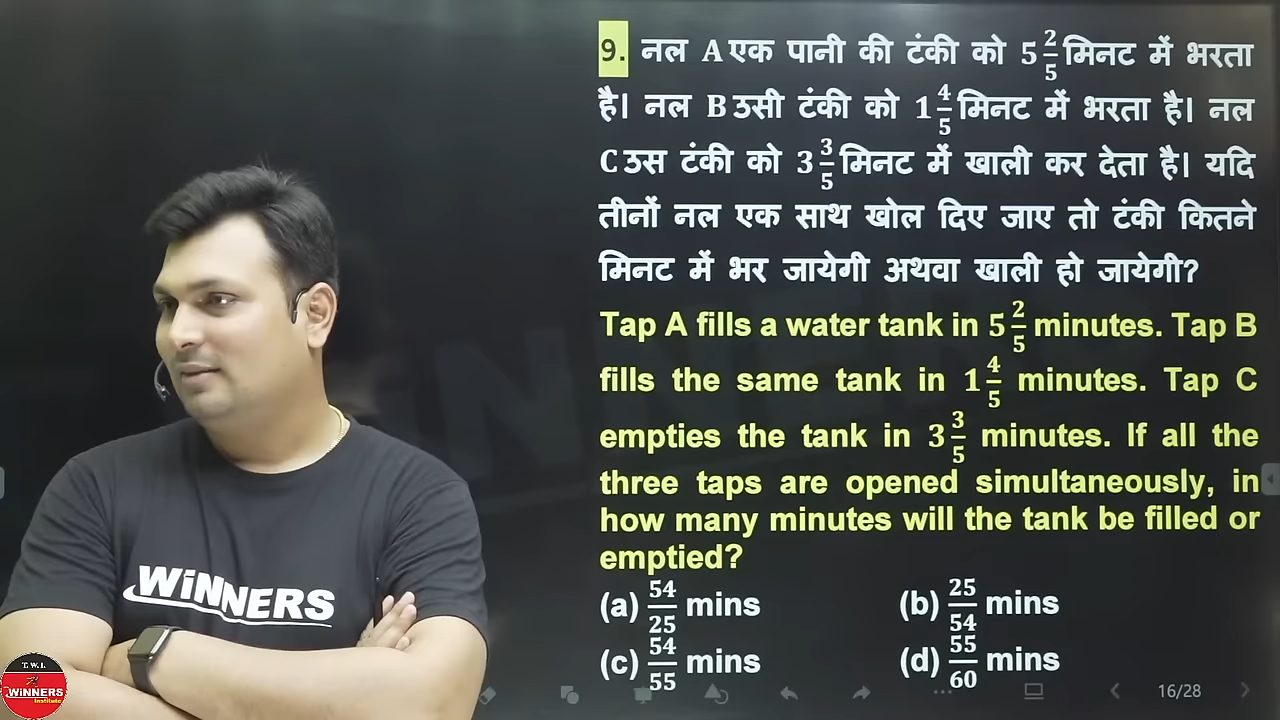 9. नल A एक पानी की टंकी को 5 2/5 मिनट में भरता
है। नल B उसी टंकी को 1 4/5 मिनट में भरता है। नल
C उस टंकी को 3 3/5 मिनट में खाली कर देता है। यदि
तीनों नल एक साथ खोल दिए जाए तो टंकी कितने
मिनट में भर जायेगी अथवा खाली हो जायेगी?
Tap A fills a water tank in 5 2/5 minutes. Tap B
fills the same tank in 1 4/5 minutes. Tap C
empties the tank in 3 3/5 minutes. If all the
three taps are opened simultaneously, in
how many minutes will the tank be filled or
emptied?
(a) 54/25 mins (b) 25/54 mins
(c) 54/55 mins (d) 55/60 mins
16/28
WINNERS
WiNNERS
T.W.I.
WINNERS
Institute